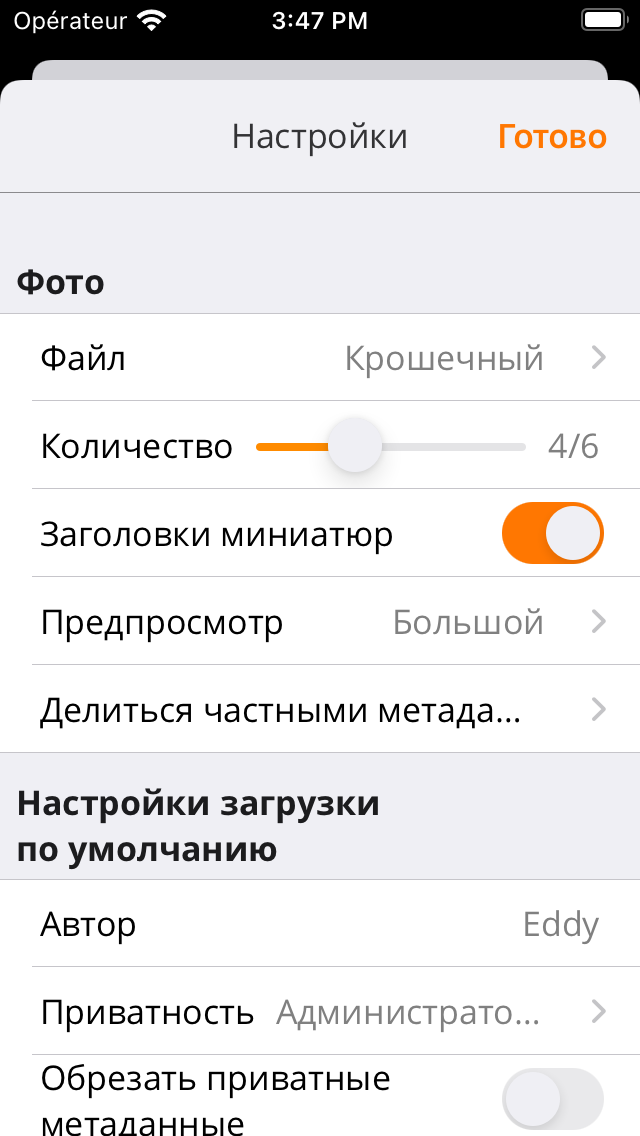 Opérateur 3:47 PM
Настройки Готово
Фото
Файл Крошечный
Количество 4/6
Заголовки миниатюр
Предпросмотр Большой
Делиться частными метада...
Настройки загрузки
по умолчанию
Автор Eddy
Приватность Администрато...
Обрезать приватные
метаданные